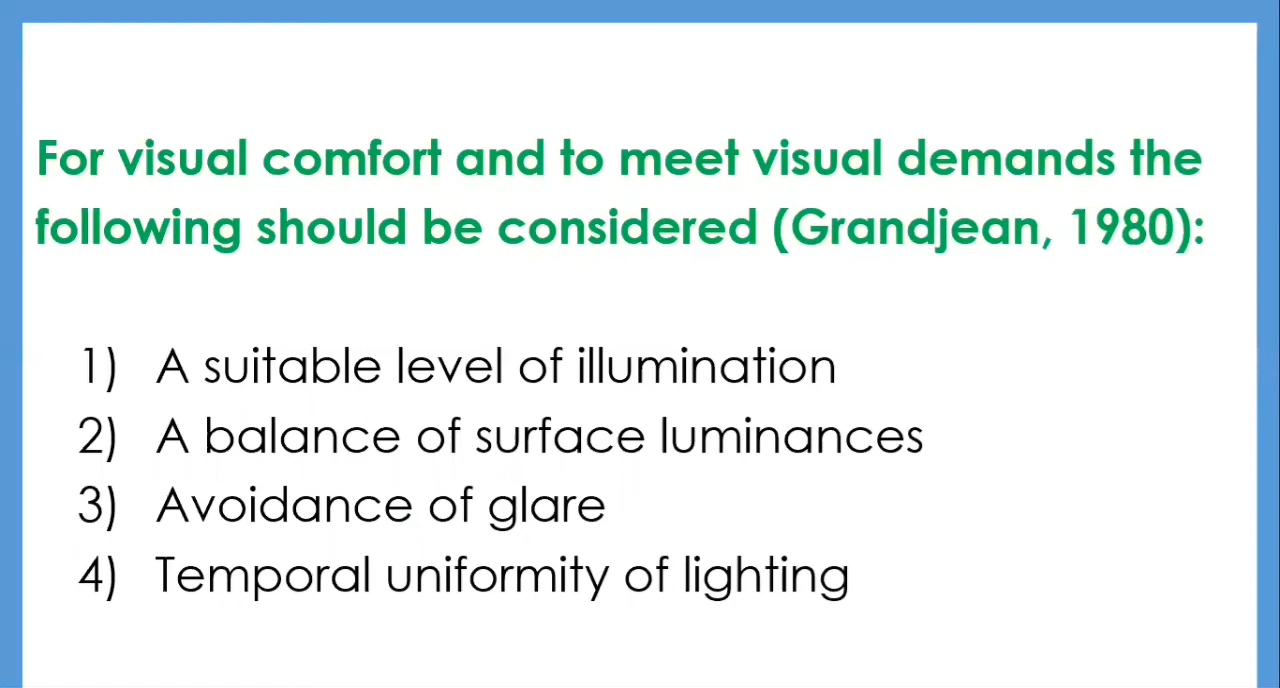 For visual comfort and to meet visual demands the
following should be considered (Grandjean, 1980):
1) A suitable level of illumination
2) A balance of surface luminances
3) Avoidance of glare
4) Temporal uniformity of lighting